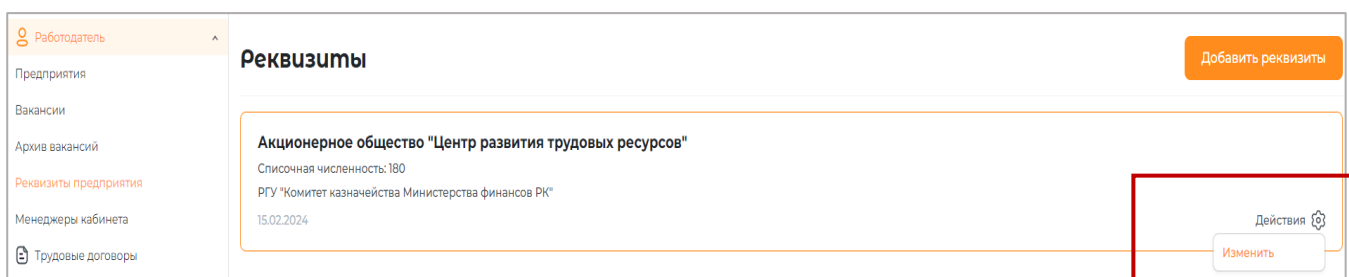 Работодатель
Предприятия
Вакансии
Архив вакансий
Реквизиты предприятия
Менеджеры кабинета
Трудовые договоры
Реквизиты
Добавить реквизиты
Акционерное общество "Центр развития трудовых ресурсов"
Списочная численность: 180
РГУ "Комитет казначейства Министерства финансов РК"
15.02.2024
Действия
Изменить